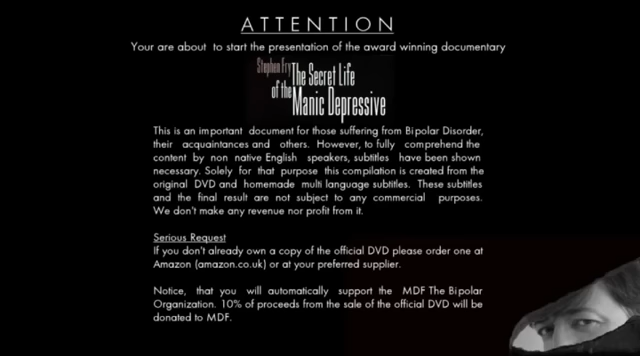 ATTENTION
Your are about to start the presentation of the award winning documentary
Stephen Fry The Secret Life
of the Manic Depressive
This is an important document for those suffering from Bipolar Disorder,
their acquaintances and others. However, to fully comprehend the
content by non native English speakers, subtitles have been shown
necessary. Solely for that purpose this compilation is created from the
original DVD and homemade multi language subtitles. These subtitles
and the final result are not subject to any commercial purposes.
We don't make any revenue nor profit from it.
Serious Request
If you don't already own a copy of the official DVD please order one at
Amazon (amazon.co.uk) or at your preferred supplier.
Notice, that you will automatically support the MDF The Bipolar
Organization. 10% of proceeds from the sale of the official DVD will be
donated to MDF.